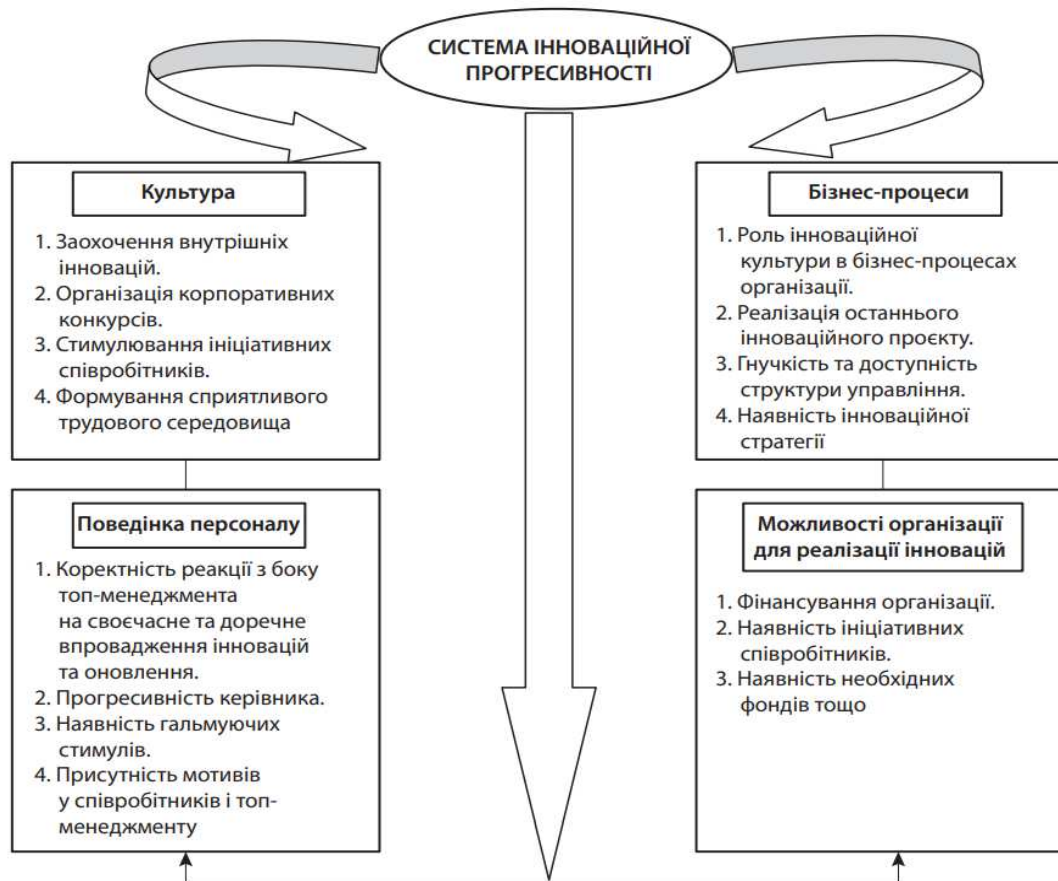 СИСТЕМА ІННОВАЦІЙНОЇ
ПРОГРЕСИВНОСТІ
Культура
1. Заохочення внутрішніх
інновацій.
2. Організація корпоративних
конкурсів.
3. Стимулювання ініціативних
співробітників.
4. Формування сприятливого
трудового середовища
Бізнес-процеси
1. Роль інноваційної
культури в бізнес-процесах
організації.
2. Реалізація останнього
інноваційного проєкту.
3. Гнучкість та доступність
структури управління.
4. Наявність інноваційної
стратегії
Поведінка персоналу
1. Коректність реакції з боку
топ-менеджмента
на своєчасне та доречне
впровадження інновацій
та оновлення.
2. Прогресивність керівника.
3. Наявність гальмуючих
стимулів.
4. Присутність мотивів
у співробітників і топ-
менеджменту
Можливості організації
для реалізації інновацій
1. Фінансування організації.
2. Наявність ініціативних
співробітників.
3. Наявність необхідних
фондів тощо